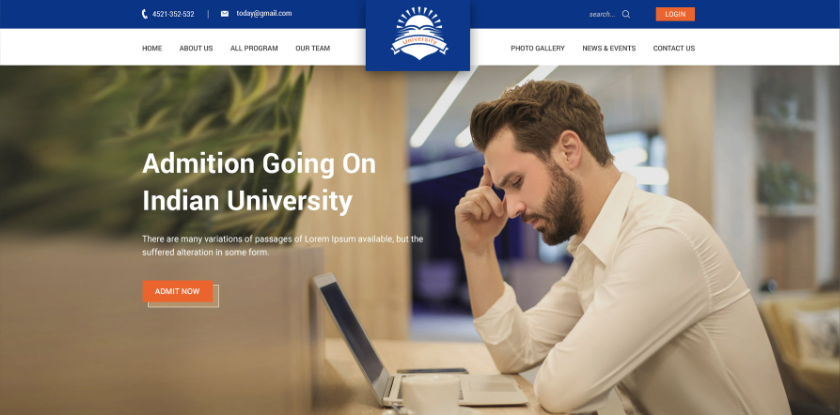 4521-352-532 | today@gmail.com
search...
LOGIN
HOME ABOUT US ALL PROGRAM OUR TEAM
University
PHOTO GALLERY NEWS & EVENTS CONTACT US
Admition Going On
Indian University
There are many variations of passages of Lorem Ipsum available, but the
suffered alteration in some form.
ADMIT NOW